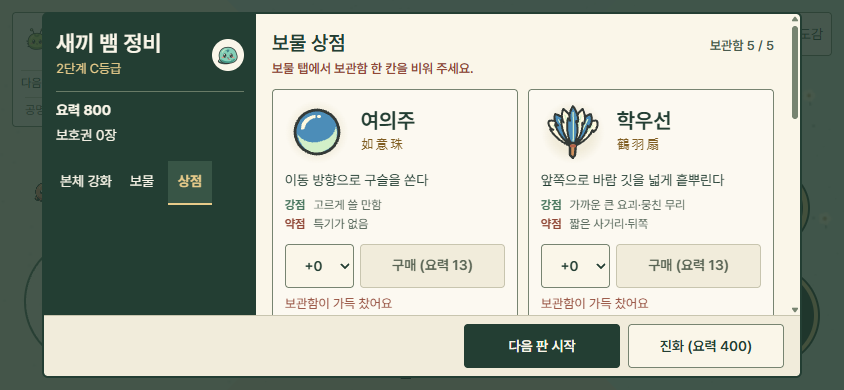 새끼 뱀 정비
2단계 C등급
요력 800
보호권 0장
본체 강화 보물 상점
보물 상점
보관함 5 / 5
보물 탭에서 보관함 한 칸을 비워 주세요.
여의주
如意珠
이동 방향으로 구슬을 쏜다
강점 고르게 쓸 만함
약점 특기가 없음
+0
구매 (요력 13)
보관함이 가득 찼어요
학우선
鶴羽扇
앞쪽으로 바람 깃을 넓게 흩뿌린다
강점 가까운 큰 요괴·뭉친 무리
약점 짧은 사거리·뒤쪽
+0
구매 (요력 13)
보관함이 가득 찼어요
다음 판 시작
진화 (요력 400)
다음
도감